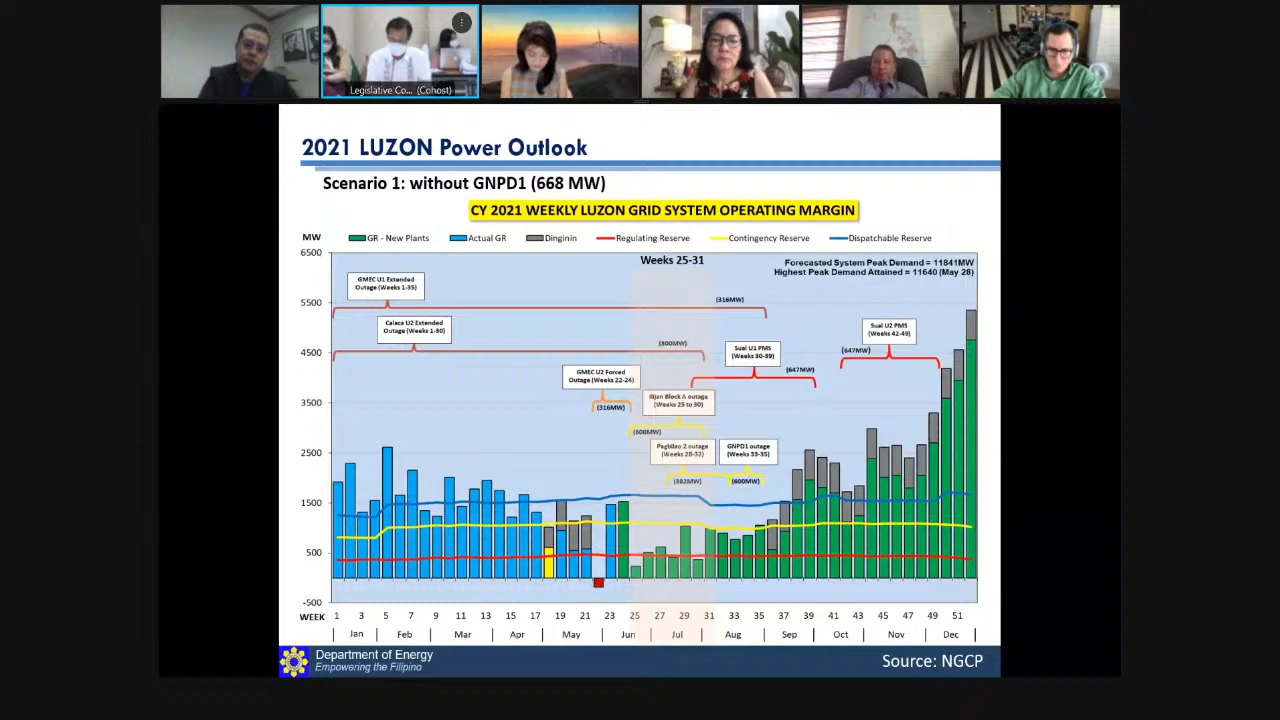 Legislative Co... (Cohost)
2021 LUZON Power Outlook
Scenario 1: without GNPD1 (668 MW)
CY 2021 WEEKLY LUZON GRID SYSTEM OPERATING MARGIN
MW
GR - New Plants
Actual GR
Dinginin
Regulating Reserve
Contingency Reserve
Dispatchable Reserve
6500
5500
4500
3500
2500
1500
500
-500
Weeks 25-31
Forecasted System Peak Demand = 11841MW
Highest Peak Demand Attained = 11640 (May 28)
GMEC U1 Extended
Outage (Weeks 1-35)
(316MW)
Calaca U2 Extended
Outage (Weeks 1-30)
(300MW)
Sual U2 PMS
(Weeks 42-49)
(647MW)
Sual U1 PMS
(Weeks 30-39)
(647MW)
GMEC U2 Forced
Outage (Weeks 22-24)
(316MW)
Ilijan Block A outage
(Weeks 25 to 30)
(600MW)
Pagbilao 2 outage
(Weeks 28-32)
(382MW)
GNPD1 outage
(Weeks 33-35)
(600MW)
WEEK 1 3 5 7 9 11 13 15 17 19 21 23 25 27 29 31 33 35 37 39 41 43 45 47 49 51
Jan Feb Mar Apr May Jun Jul Aug Sep Oct Nov Dec
Department of Energy
Empowering the Filipino
Source: NGCP